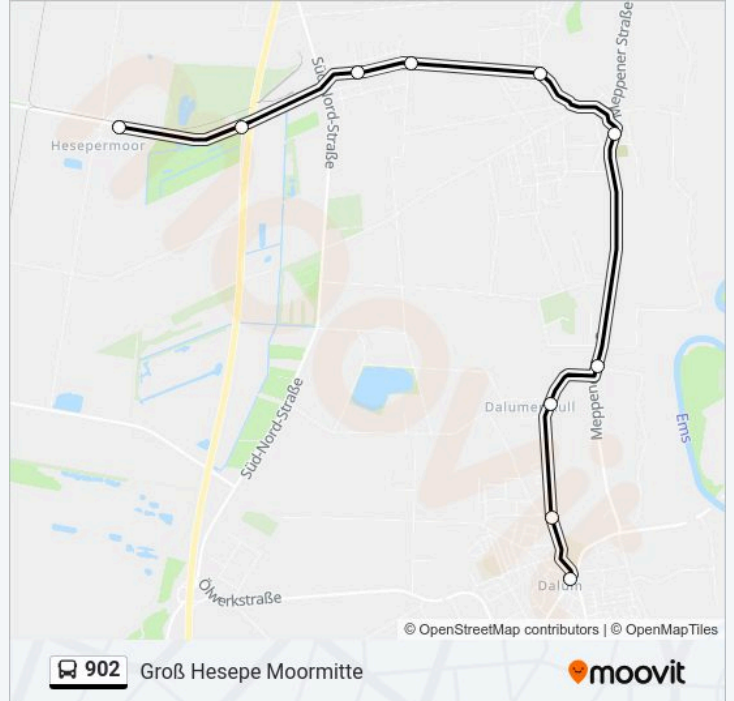 Meppener Straße
Süd-Nord-Straße
Hesepermoor
Meppen
Ems
Süd-Nord-Straße
Ölwerkstraße
Dalum
© OpenStreetMap contributors | © OpenMapTiles
902 Groß Hesepe Moormitte
moovit